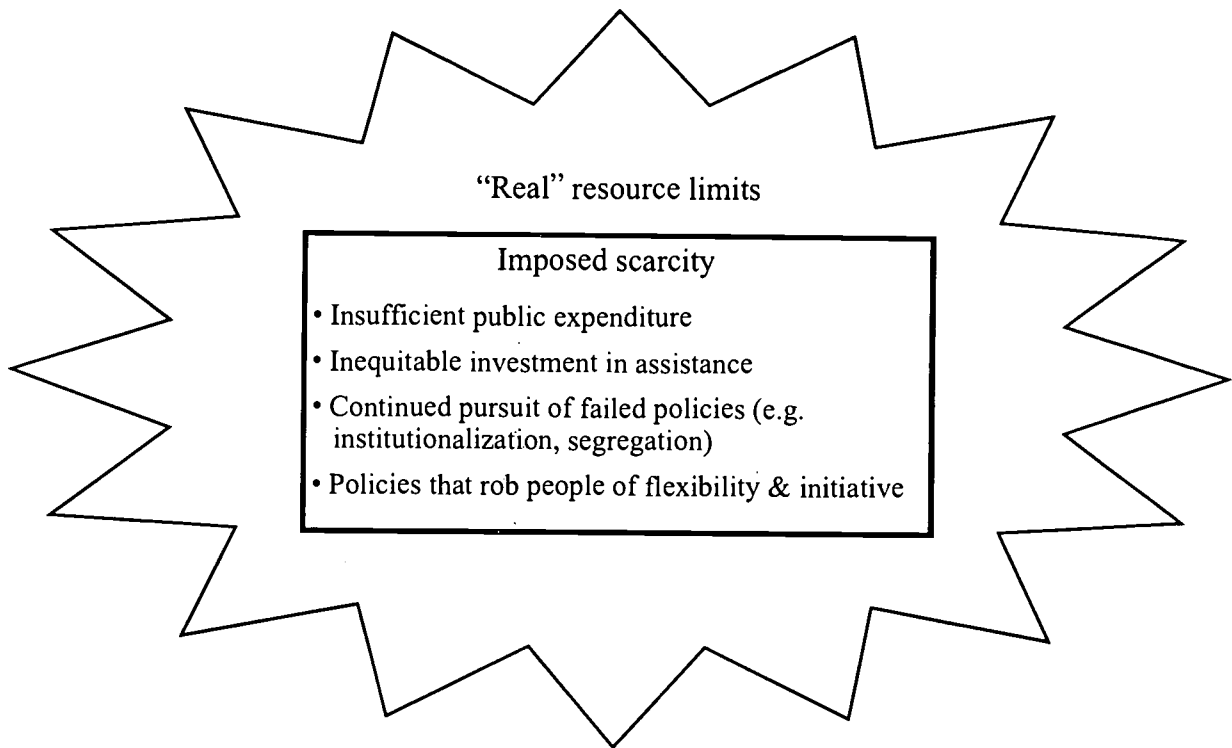 “Real” resource limits
Imposed scarcity
• Insufficient public expenditure
• Inequitable investment in assistance
• Continued pursuit of failed policies (e.g.
institutionalization, segregation)
• Policies that rob people of flexibility & initiative